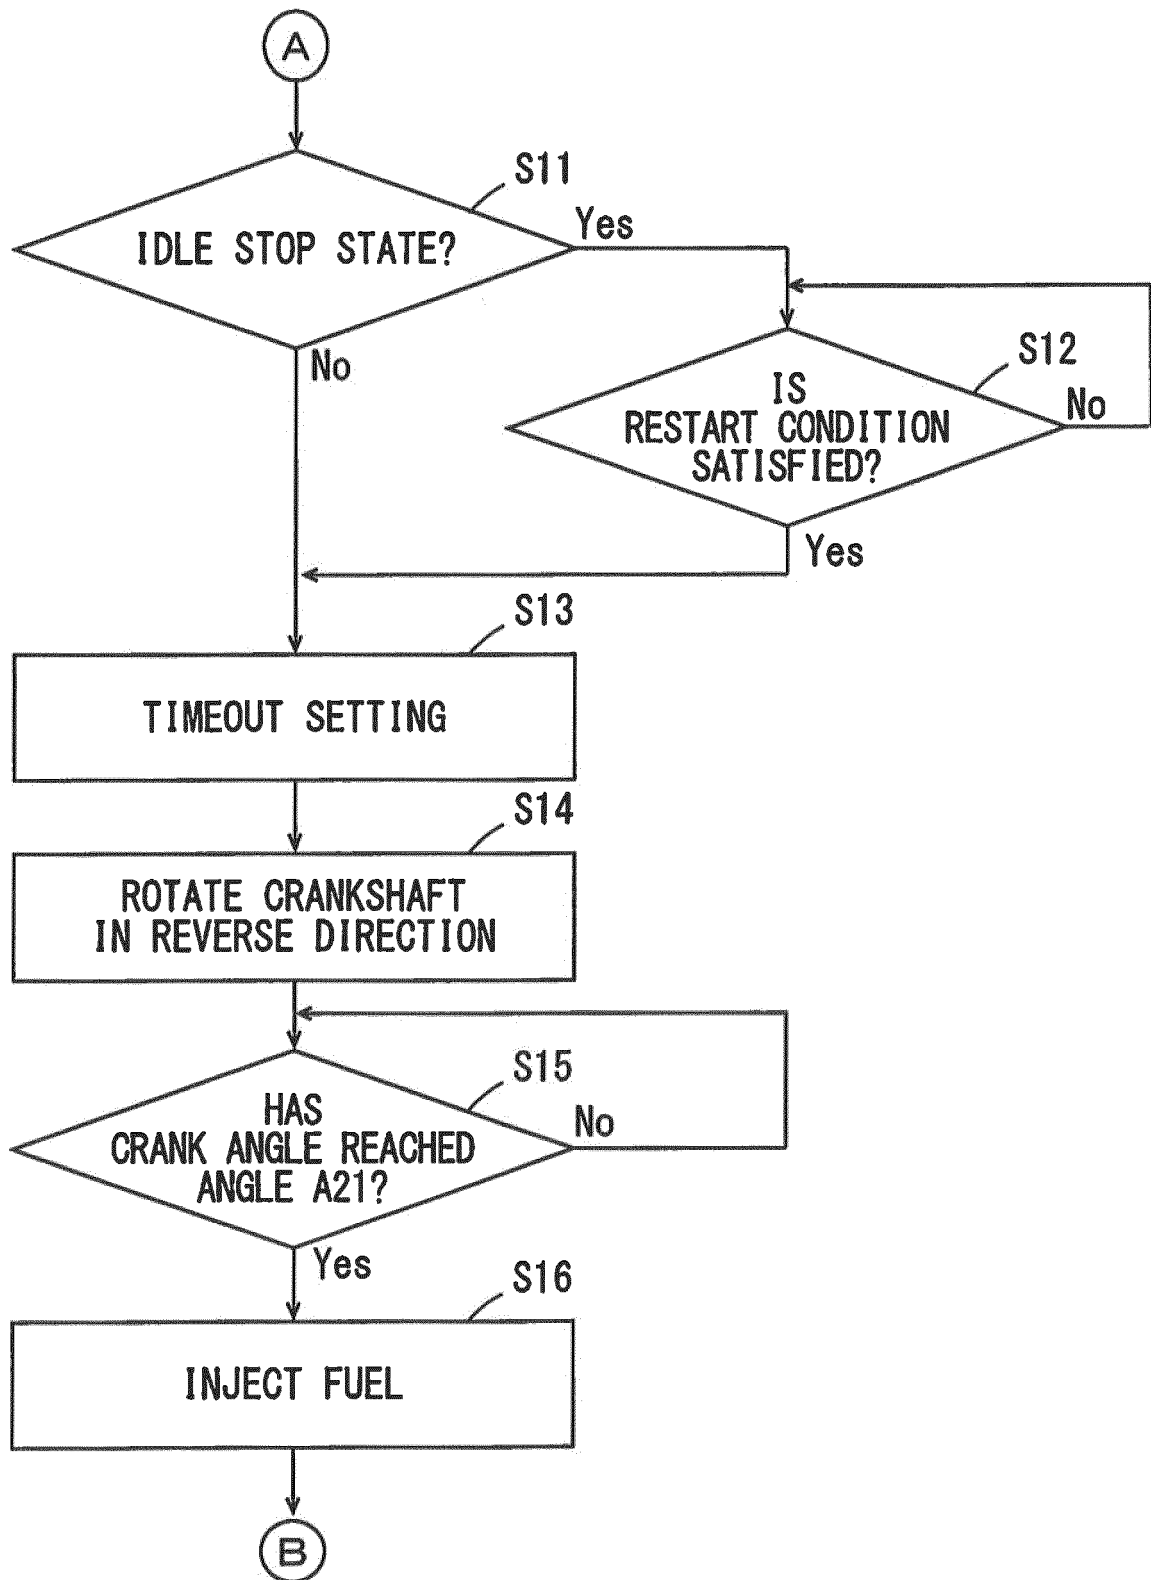 A
S11
IDLE STOP STATE?
Yes
No
S12
IS
RESTART CONDITION
SATISFIED?
No
Yes
S13
TIMEOUT SETTING
S14
ROTATE CRANKSHAFT
IN REVERSE DIRECTION
S15
HAS
CRANK ANGLE REACHED
ANGLE A21?
No
Yes
S16
INJECT FUEL
B